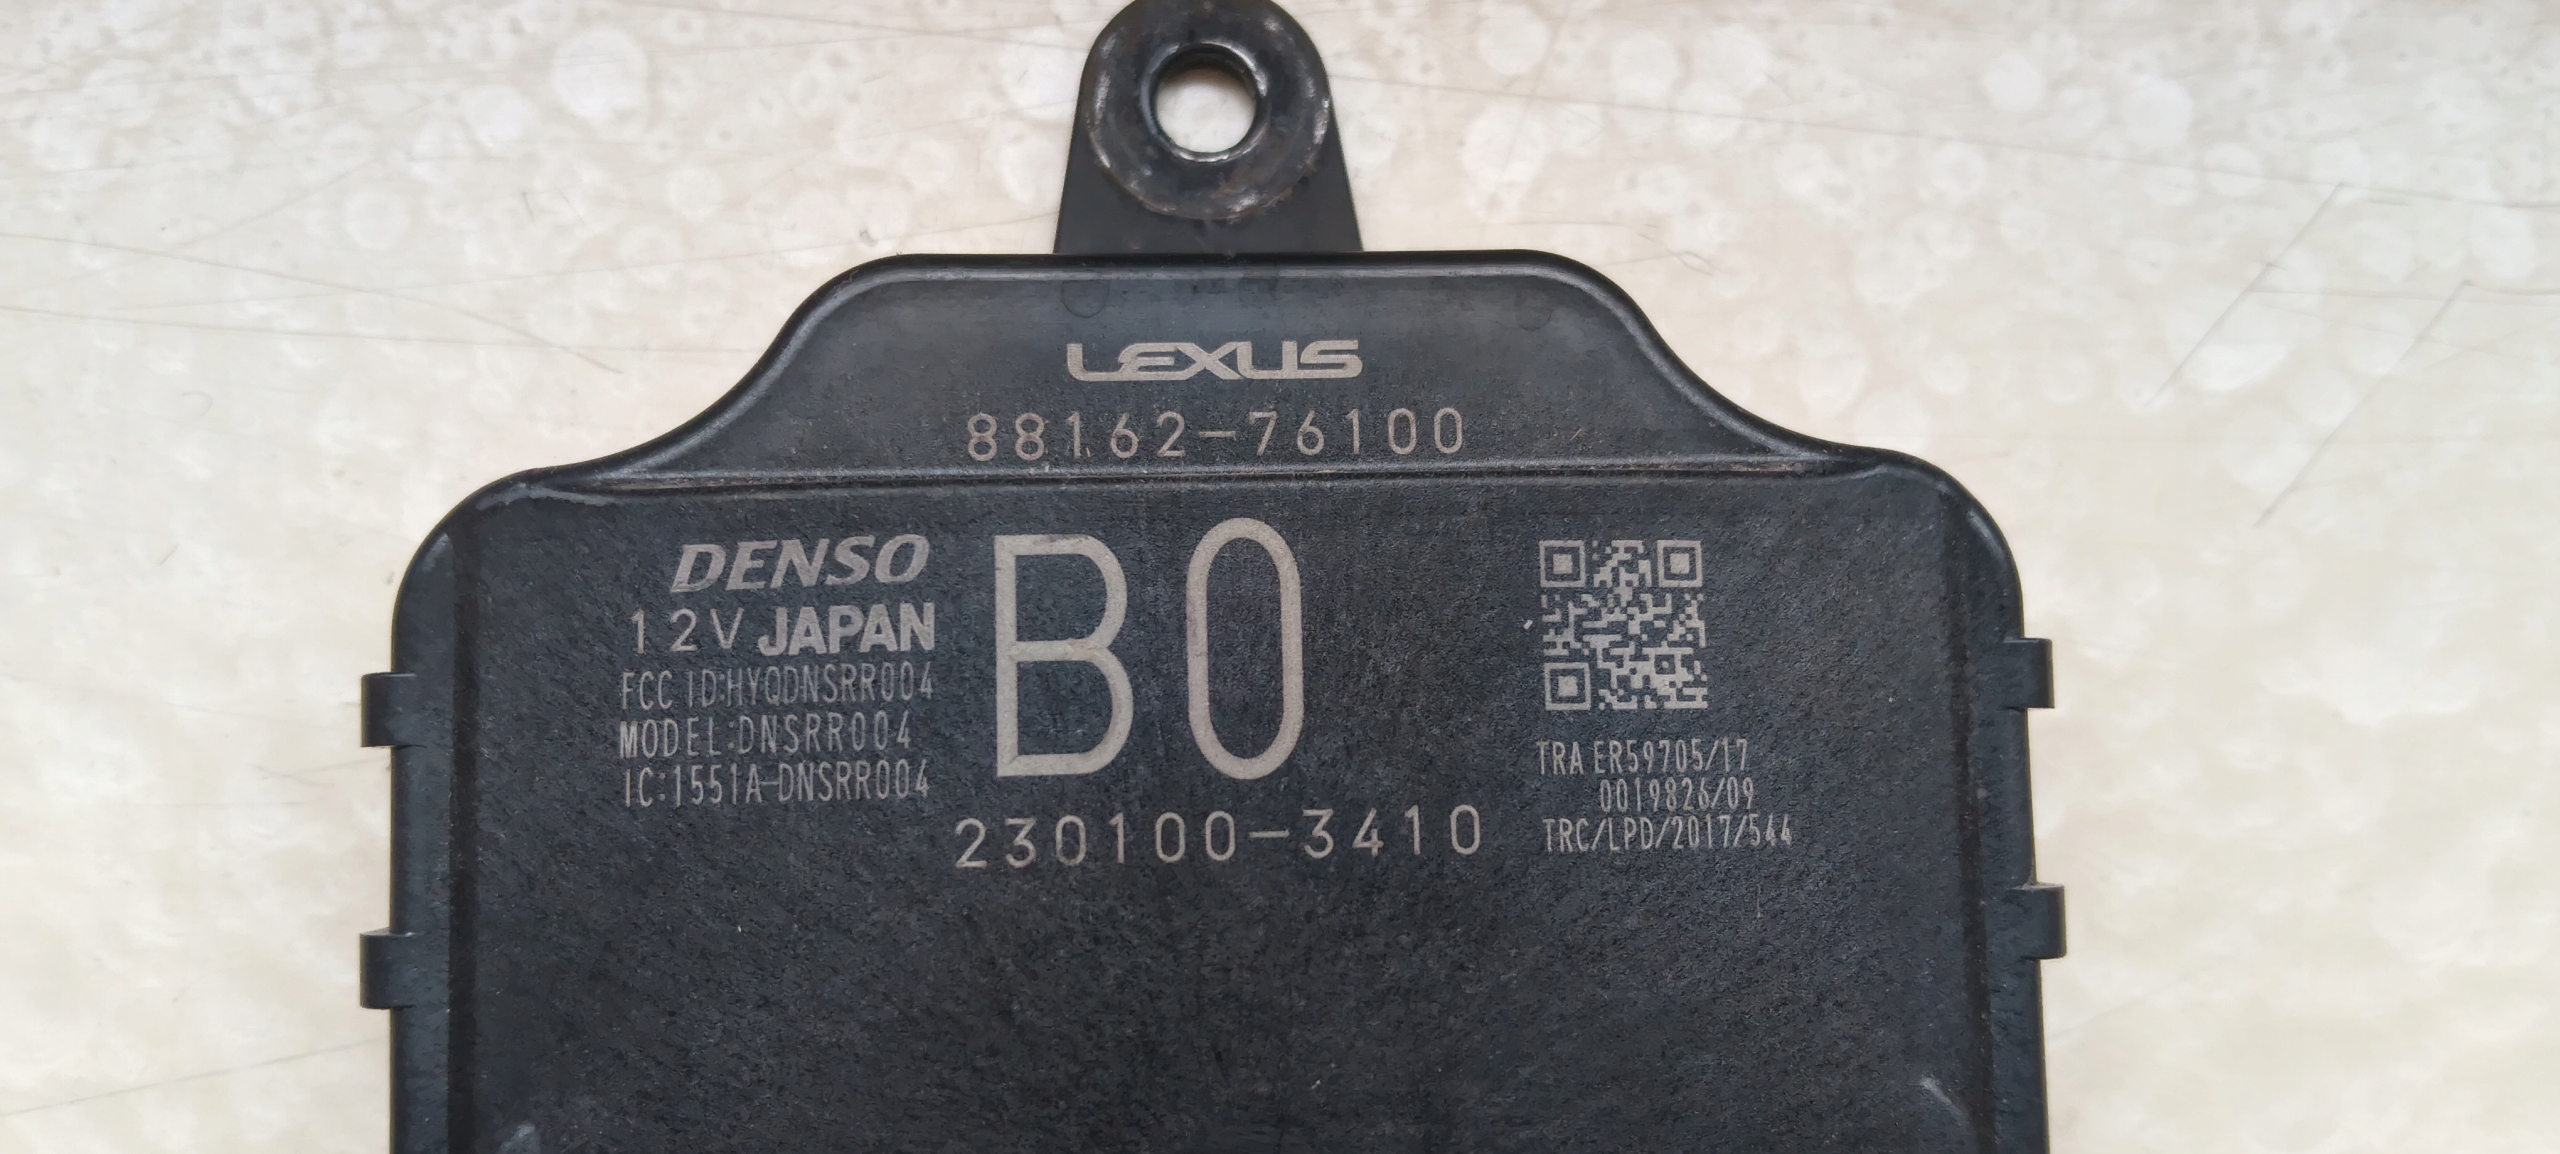 LEXUS
88162-76100
DENSO
12V JAPAN
FCC ID:HYQDNSRR004
MODEL:DNSRR004
IC:1551A-DNSRR004
B0
230100-3410
TRA ER59705/17
0019826/09
TRC/LPD/2017/544